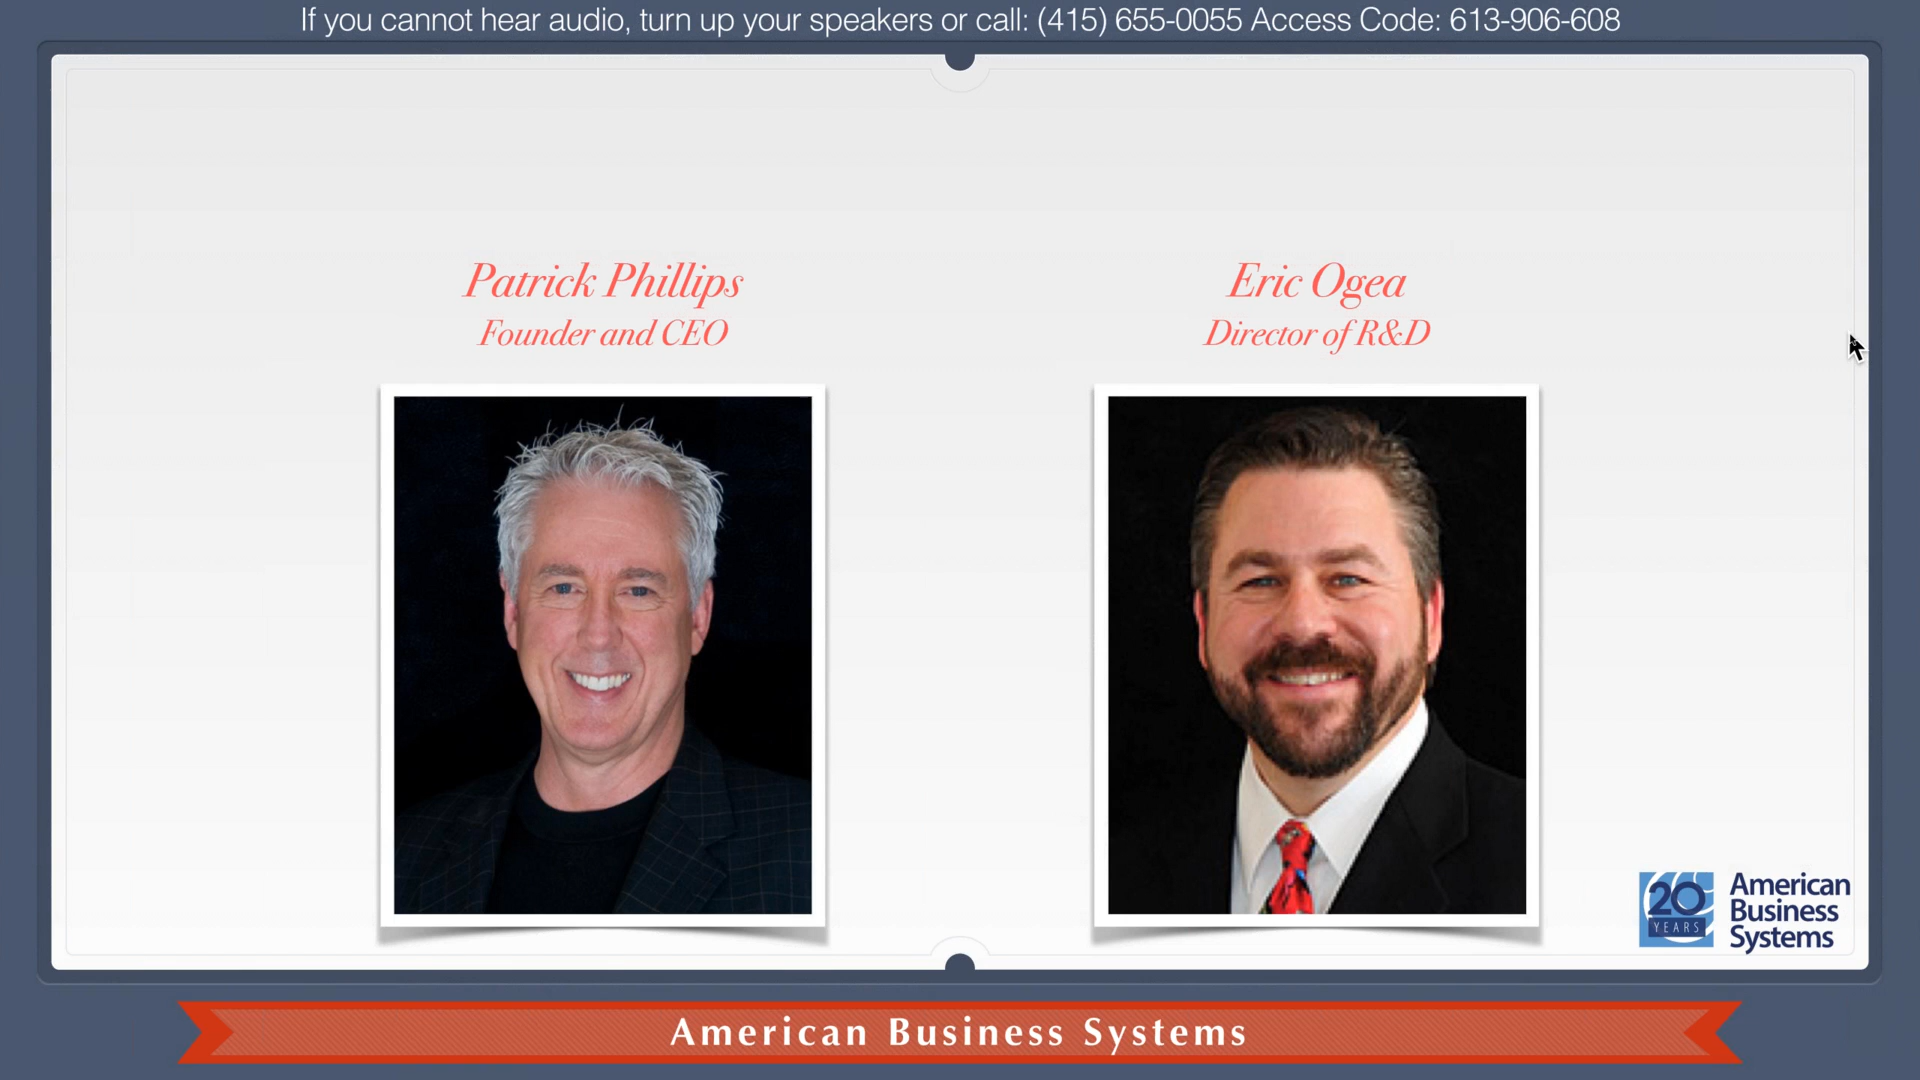 If you cannot hear audio, turn up your speakers or call: (415) 655-0055 Access Code: 613-906-608
Patrick Phillips
Founder and CEO
Eric Ogea
Director of R&D
20
YEARS
American
Business
Systems
American Business Systems